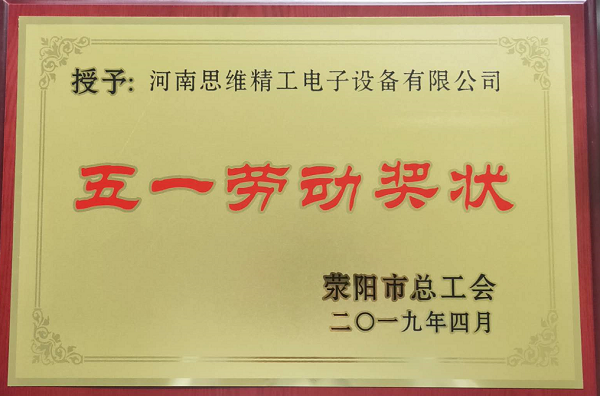 授予: 河南思维精工电子设备有限公司
五一劳动奖状
荥阳市总工会
二〇一九年四月